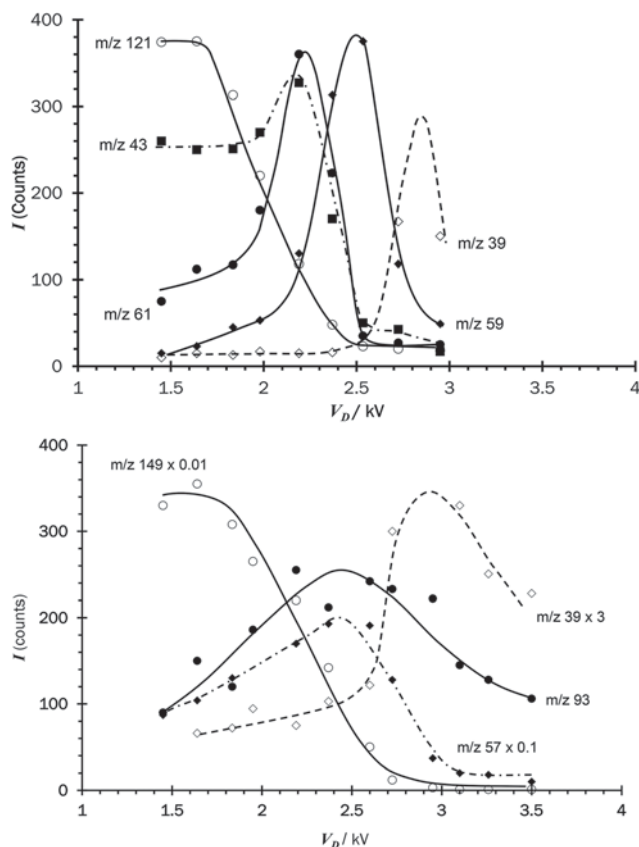 400
m/z 121
300
m/z 43
I (Counts)
200
m/z 39
100
m/z 61
m/z 59
0
1 1.5 2 2.5 3 3.5 4
V_D / kV
400
m/z 149 x 0.01
300
I (counts)
m/z 39 x 3
200
100
m/z 93
m/z 57 x 0.1
0
1 1.5 2 2.5 3 3.5 4
V_D / kV